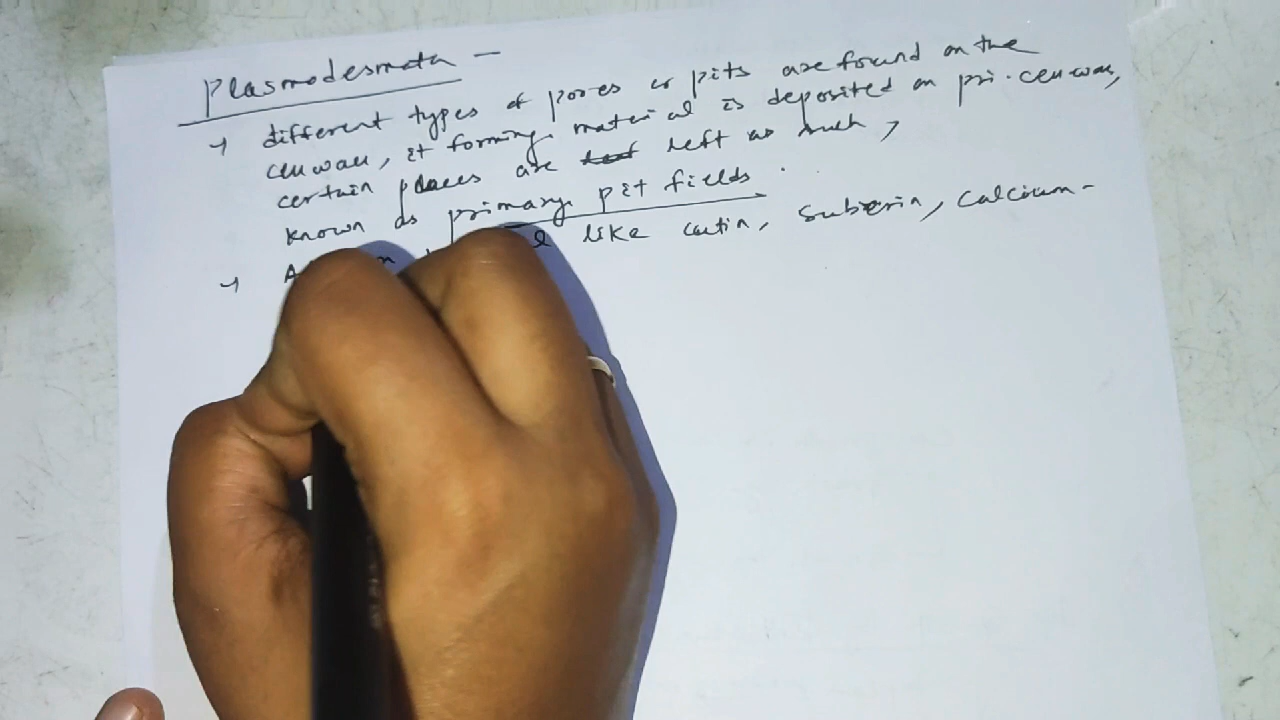 Plasmodesmata -
→ different types of pores or pits are found on the
cell wall, it forming material is deposited on pri. cell wall,
certain places are left as such,
known as primary pit fields.
→ like cutin, suberin, calcium-